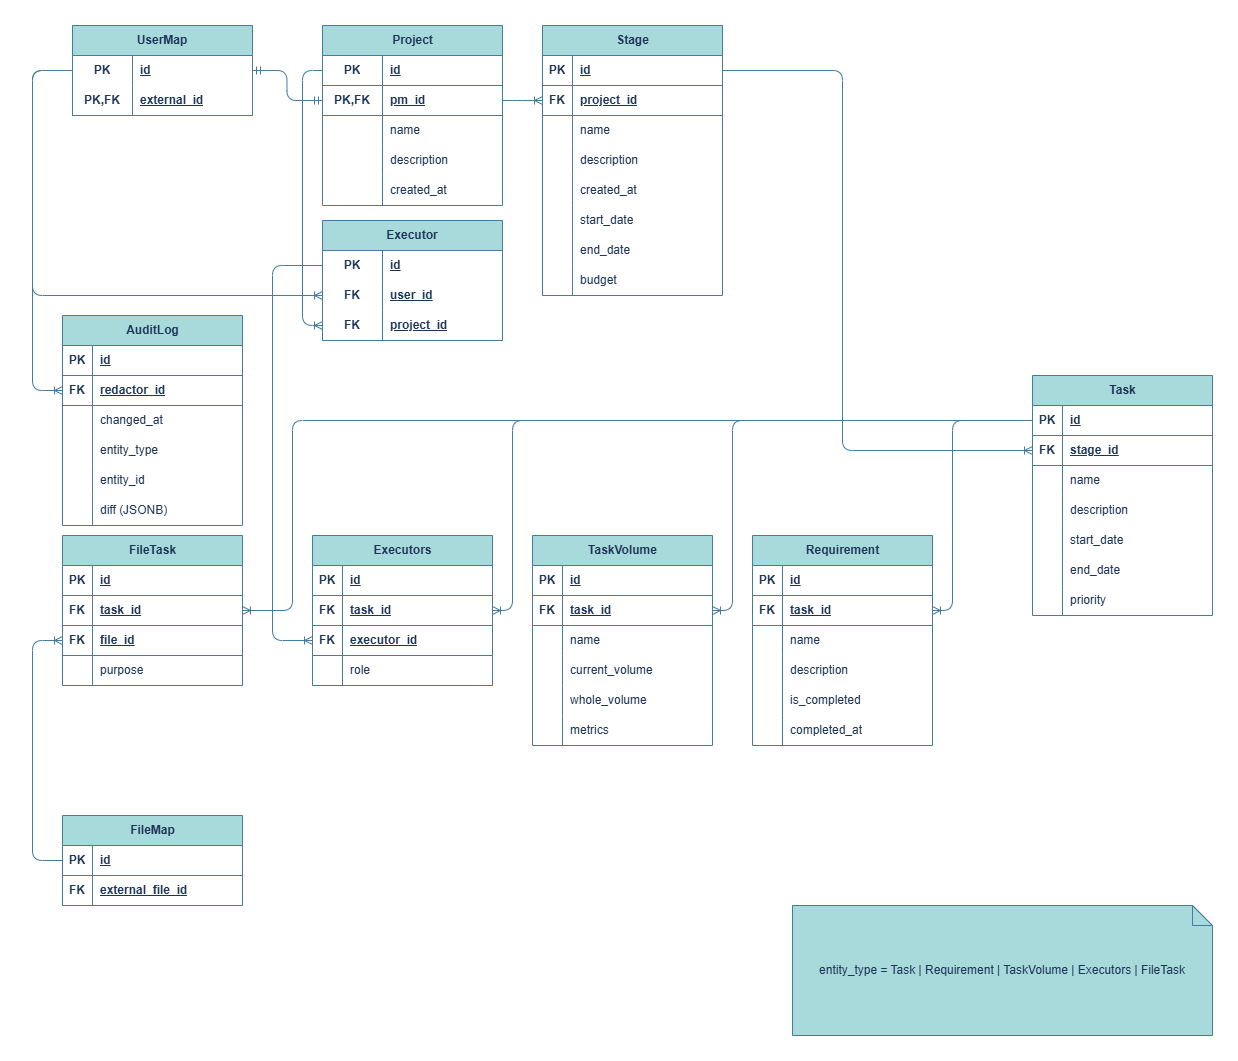 UserMap
PK id
PK,FK external_id
Project
PK id
PK,FK pm_id
name
description
created_at
Stage
PK id
FK project_id
name
description
created_at
start_date
end_date
budget
Executor
PK id
FK user_id
FK project_id
AuditLog
PK id
FK redactor_id
changed_at
entity_type
entity_id
diff (JSONB)
Task
PK id
FK stage_id
name
description
start_date
end_date
priority
FileTask
PK id
FK task_id
FK file_id
purpose
Executors
PK id
FK task_id
FK executor_id
role
TaskVolume
PK id
FK task_id
name
current_volume
whole_volume
metrics
Requirement
PK id
FK task_id
name
description
is_completed
completed_at
FileMap
PK id
FK external_file_id
entity_type = Task | Requirement | TaskVolume | Executors | FileTask